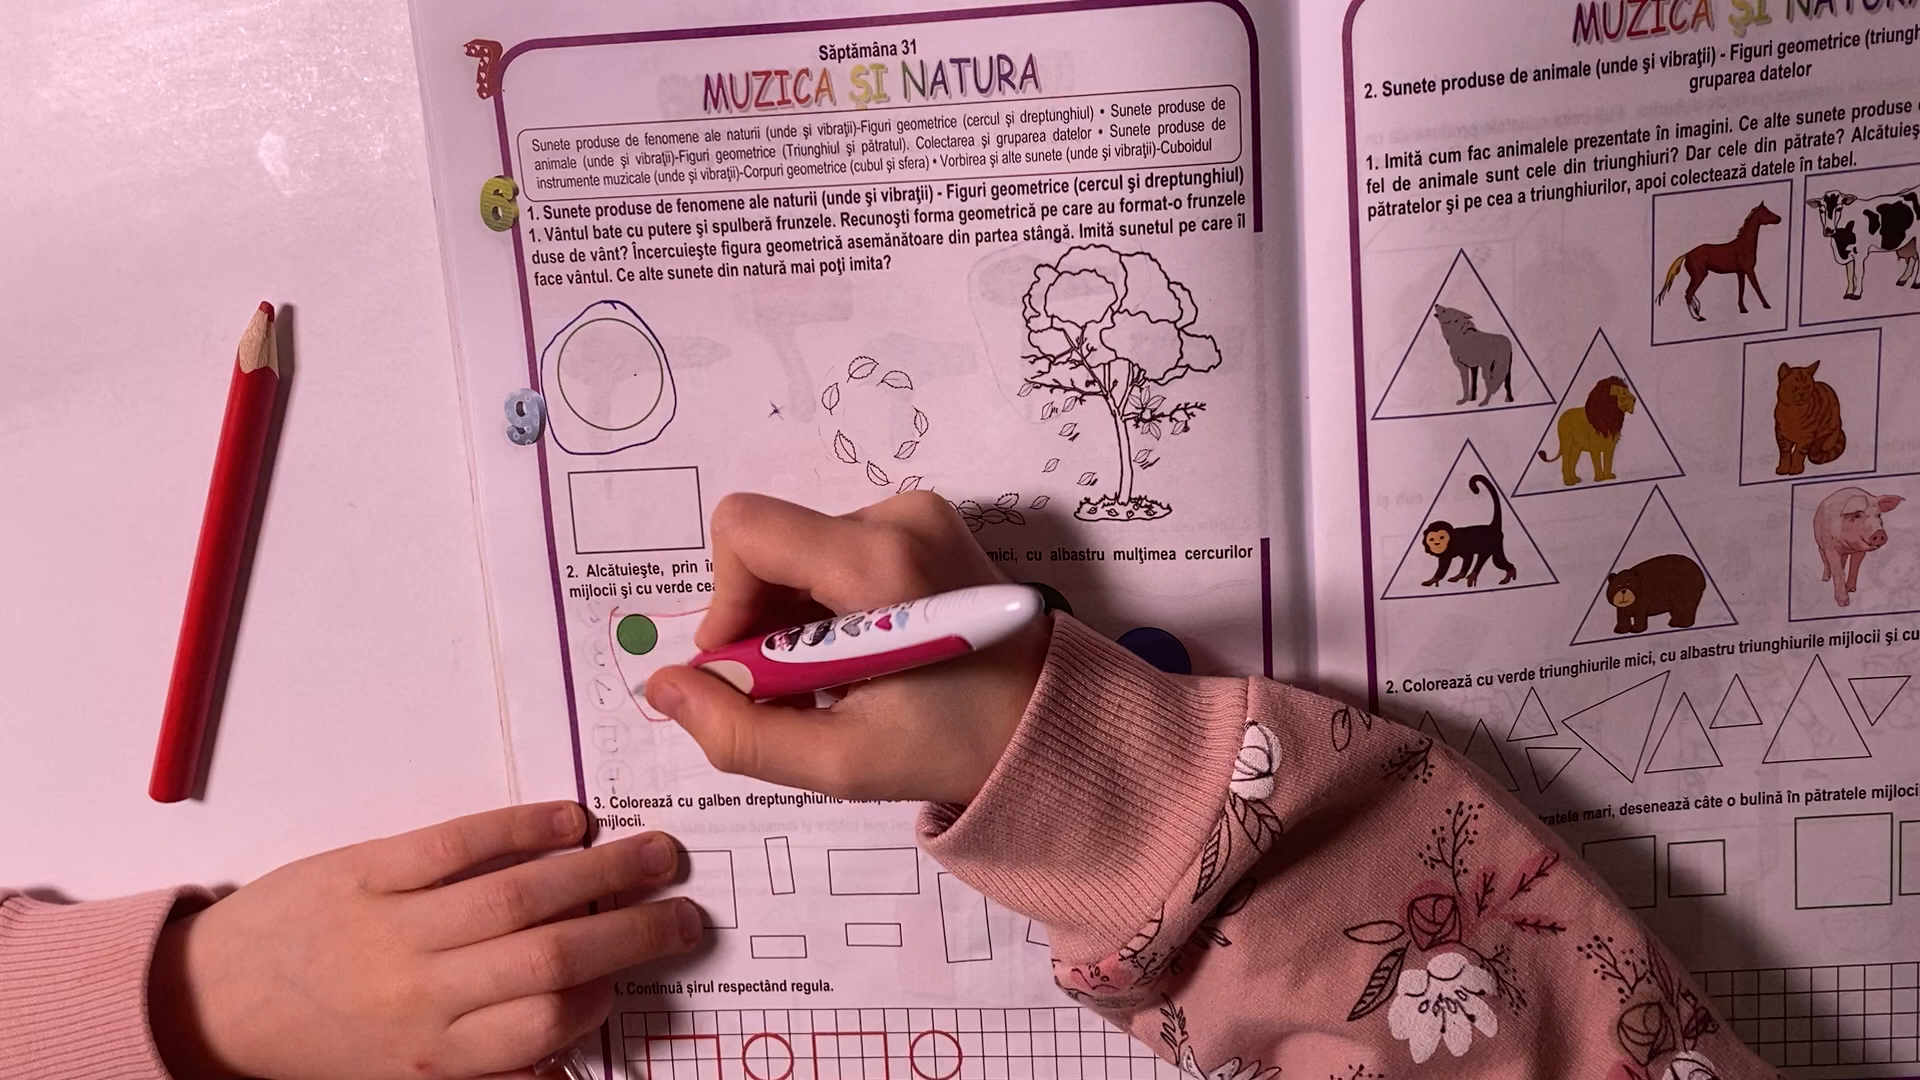 7
Săptămâna 31
MUZICA ŞI NATURA
Sunete produse de fenomene ale naturii (unde şi vibraţii)-Figuri geometrice (cercul şi dreptunghiul) • Sunete produse de
animale (unde şi vibraţii)-Figuri geometrice (Triunghiul şi pătratul). Colectarea şi gruparea datelor • Sunete produse de
instrumente muzicale (unde şi vibraţii)-Corpuri geometrice (cubul şi sfera) • Vorbirea şi alte sunete (unde şi vibraţii)-Cuboidul
6
1. Sunete produse de fenomene ale naturii (unde şi vibraţii) - Figuri geometrice (cercul şi dreptunghiul)
1. Vântul bate cu putere şi spulberă frunzele. Recunoşti forma geometrică pe care au format-o frunzele
duse de vânt? Încercuieşte figura geometrică asemănătoare din partea stângă. Imită sunetul pe care îl
face vântul. Ce alte sunete din natură mai poţi imita?
9
2. Alcătuieşte, prin
mici, cu albastru mulţimea cercurilor
mijlocii şi cu verde
3. Colorează cu galben
mijlocii.
4. Continuă şirul respectând regula.
MUZICA ŞI
2. Sunete produse de animale (unde şi vibraţii) - Figuri geometrice
gruparea datelor
1. Imită cum fac animalele prezentate în imagini. Ce alte sunete produse
fel de animale sunt cele din triunghiuri? Dar cele din pătrate?
pătratelor şi pe cea a triunghiurilor, apoi colectează datele în tabel.
2. Colorează cu verde triunghiurile mici, cu albastru triunghiurile mijlocii şi cu
mari, desenează câte o bulină în pătratele